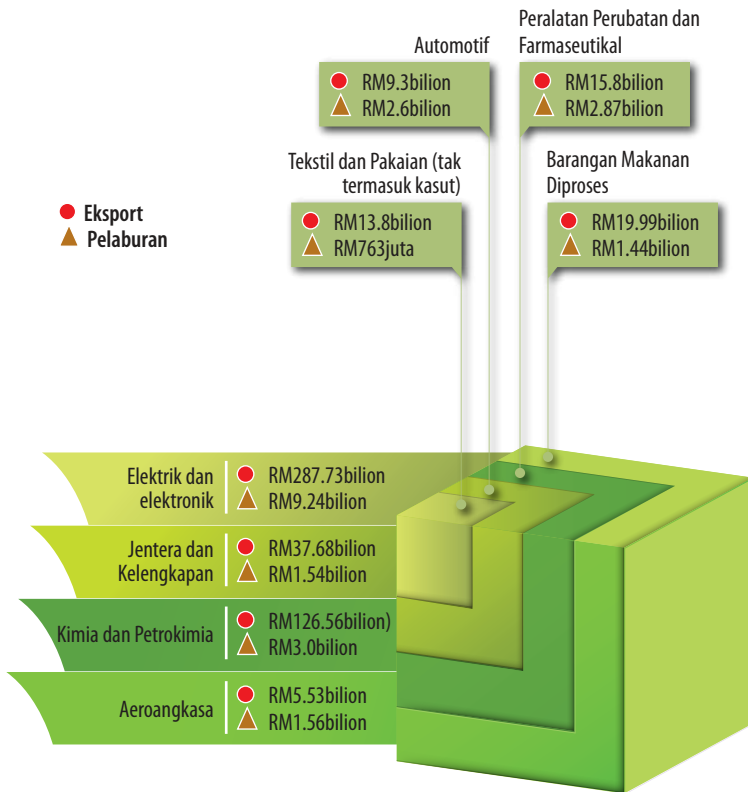 Automotif
RM9.3bilion
RM2.6bilion
Peralatan Perubatan dan
Farmaseutikal
RM15.8bilion
RM2.87bilion
Tekstil dan Pakaian (tak
termasuk kasut)
RM13.8bilion
RM763juta
Barangan Makanan
Diproses
RM19.99bilion
RM1.44bilion
Eksport
Pelaburan
Elektrik dan
elektronik
RM287.73bilion
RM9.24bilion
Jentera dan
Kelengkapan
RM37.68bilion
RM1.54bilion
Kimia dan Petrokimia
RM126.56bilion)
RM3.0bilion
Aeroangkasa
RM5.53bilion
RM1.56bilion